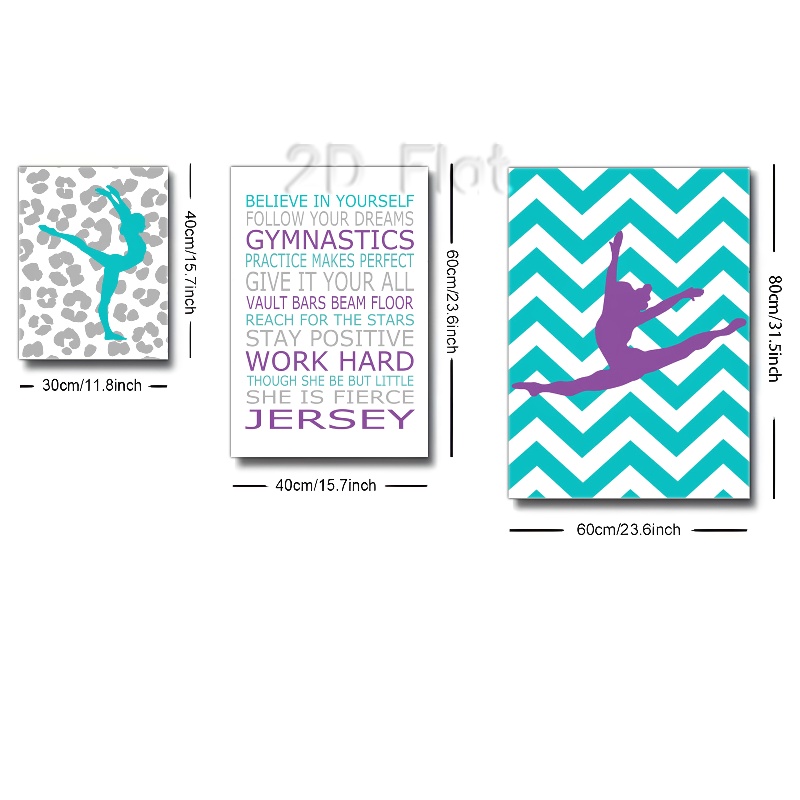 2D Flat
BELIEVE IN YOURSELF
FOLLOW YOUR DREAMS
GYMNASTICS
PRACTICE MAKES PERFECT
GIVE IT YOUR ALL
VAULT BARS BEAM FLOOR
REACH FOR THE STARS
STAY POSITIVE
WORK HARD
THOUGH SHE BE BUT LITTLE
SHE IS FIERCE
JERSEY
40cm/15.7inch
30cm/11.8inch
60cm/23.6inch
40cm/15.7inch
80cm/31.5inch
60cm/23.6inch